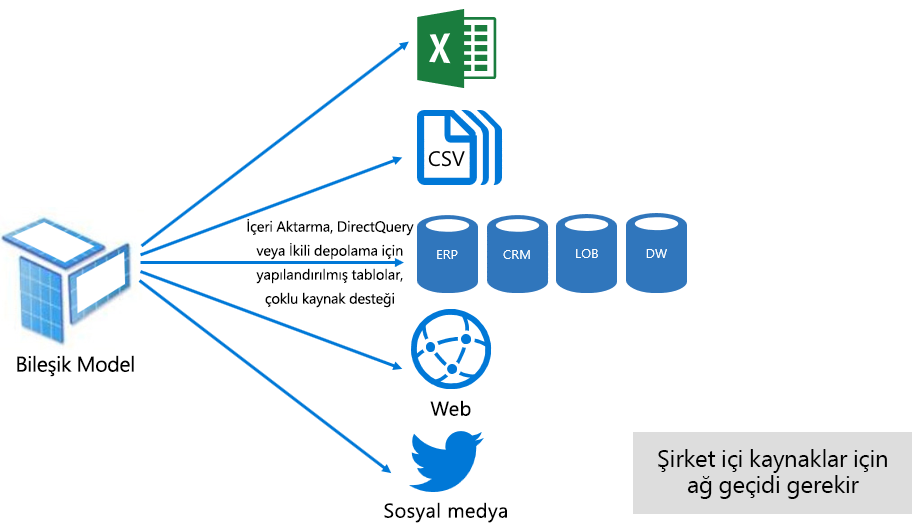 X
CSV
İçeri Aktarma, DirectQuery
veya İkili depolama için
yapılandırılmış tablolar,
çoklu kaynak desteği
ERP
CRM
LOB
DW
Bileşik Model
Web
Sosyal medya
Şirket içi kaynaklar için
ağ geçidi gerekir